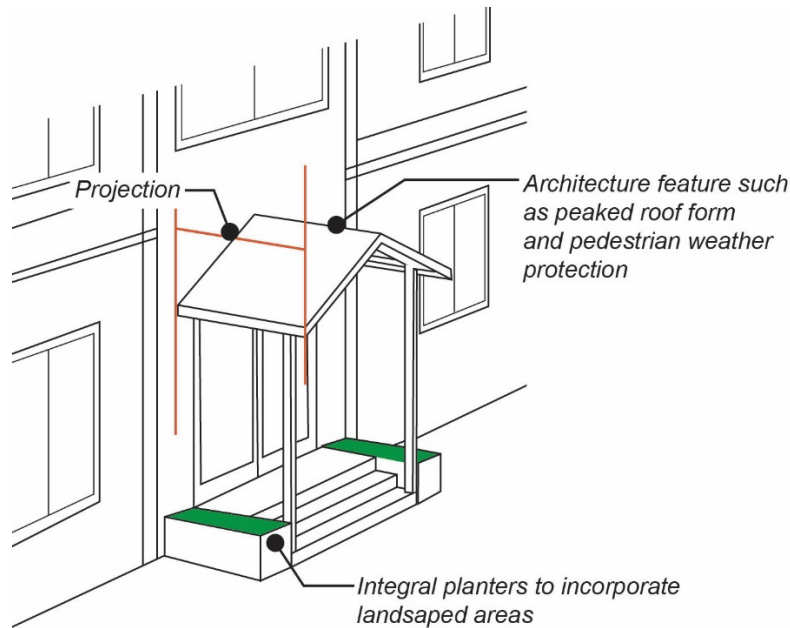 Projection
Architecture feature such
as peaked roof form
and pedestrian weather
protection
Integral planters to incorporate
landsaped areas